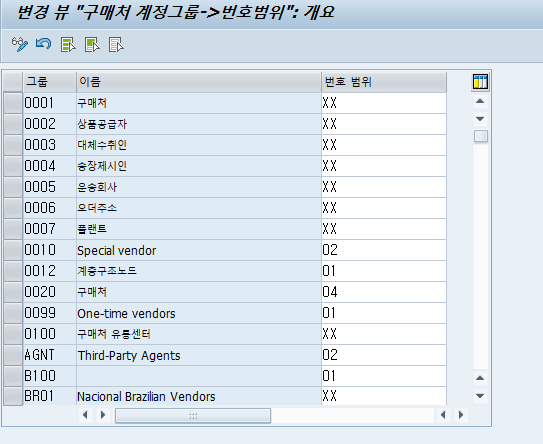 변경 뷰 "구매처 계정그룹->번호범위": 개요
그룹 이름 번호 범위
0001 구매처 XX
0002 상품공급자 XX
0003 대체수취인 XX
0004 송장제시인 XX
0005 운송회사 XX
0006 오더주소 XX
0007 플랜트 XX
0010 Special vendor 02
0012 계층구조노드 01
0020 구매처 04
0099 One-time vendors 01
0100 구매처 유통센터 XX
AGNT Third-Party Agents 02
B100 01
BR01 Nacional Brazilian Vendors XX